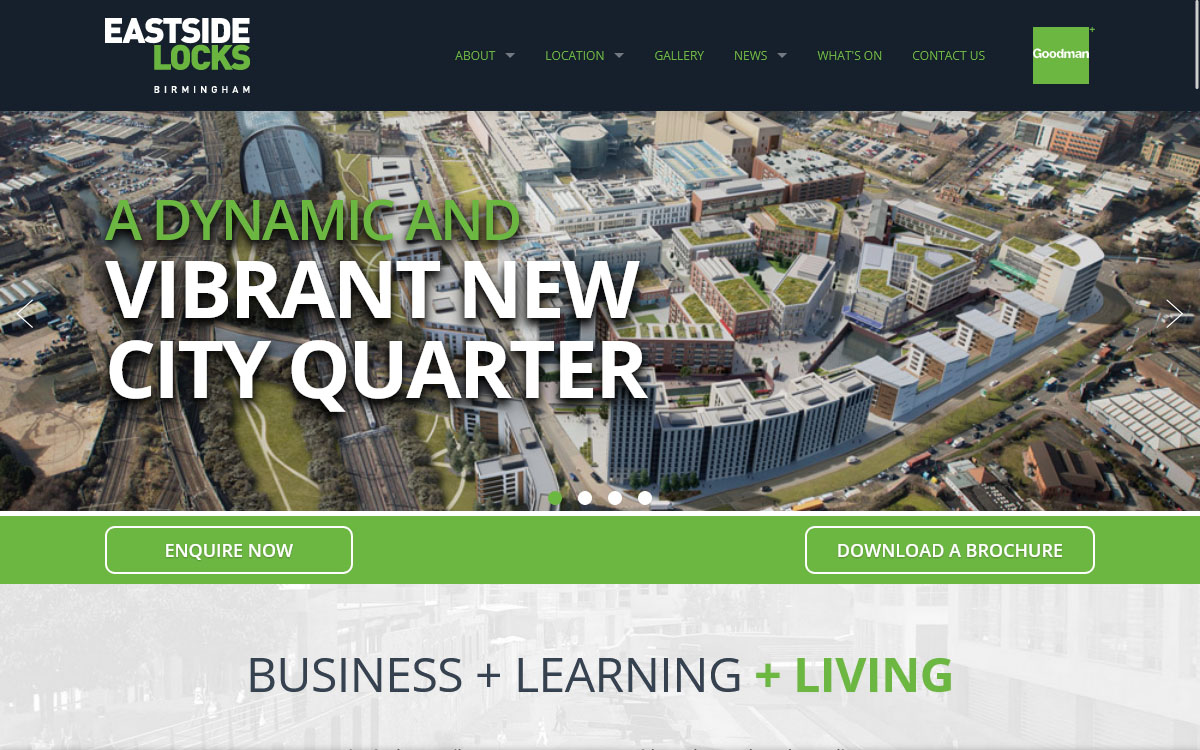 EASTSIDE
LOCKS
BIRMINGHAM
ABOUT
LOCATION
GALLERY
NEWS
WHAT'S ON
CONTACT US
Goodman
+
A DYNAMIC AND
VIBRANT NEW
CITY QUARTER
ENQUIRE NOW
DOWNLOAD A BROCHURE
BUSINESS + LEARNING + LIVING